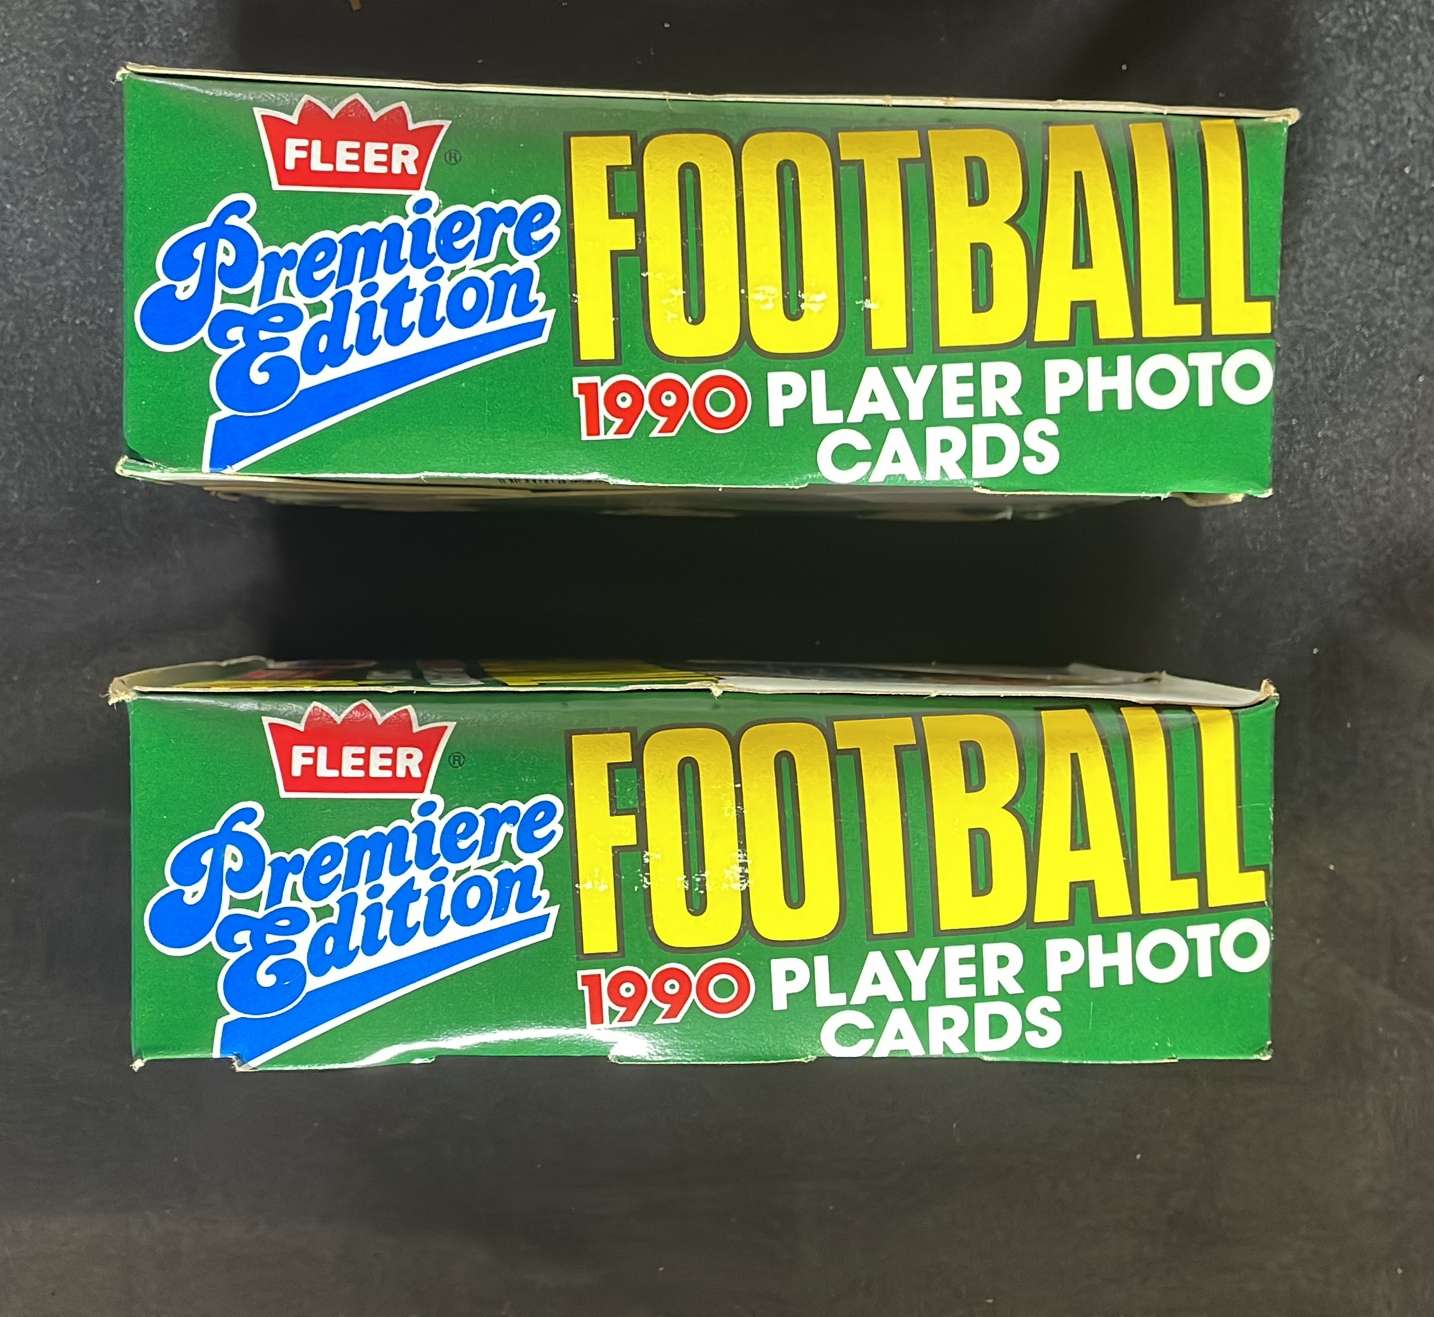 FLEER ®
Premiere
Edition
FOOTBALL
1990 PLAYER PHOTO
CARDS
FLEER ®
Premiere
Edition
FOOTBALL
1990 PLAYER PHOTO
CARDS